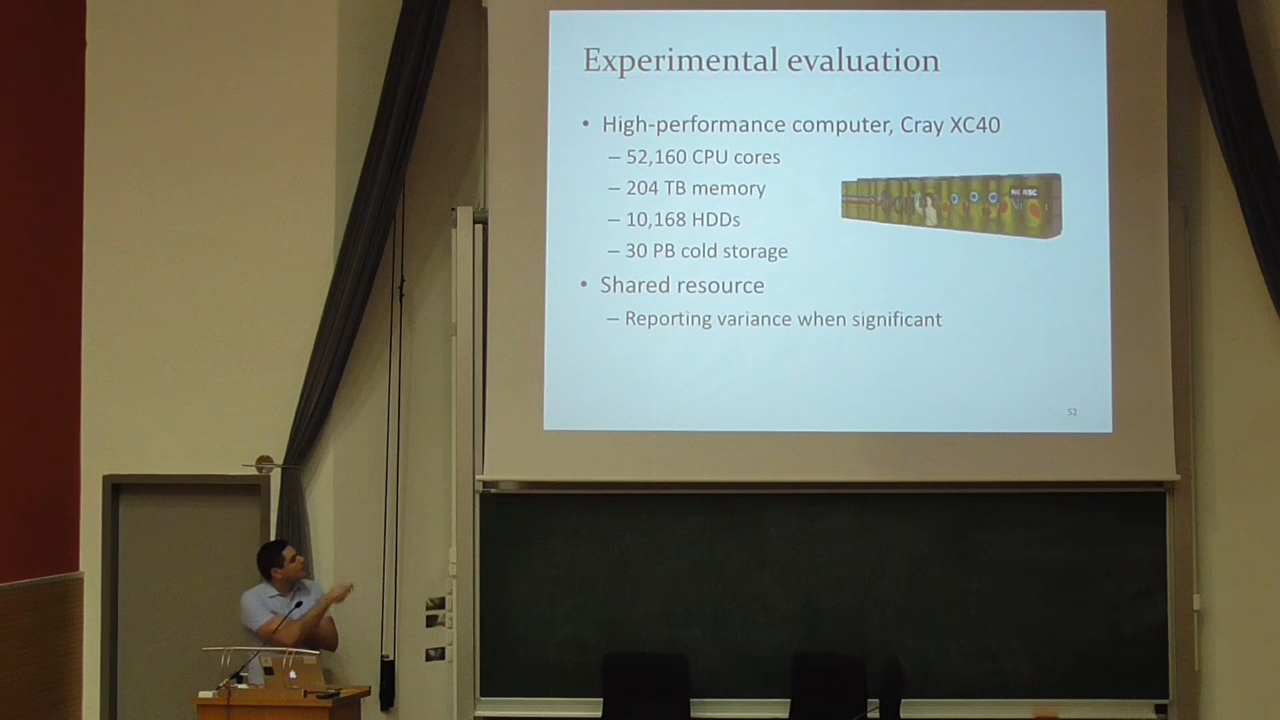 Experimental evaluation
• High-performance computer, Cray XC40
– 52,160 CPU cores
– 204 TB memory
– 10,168 HDDs
– 30 PB cold storage
• Shared resource
– Reporting variance when significant
52